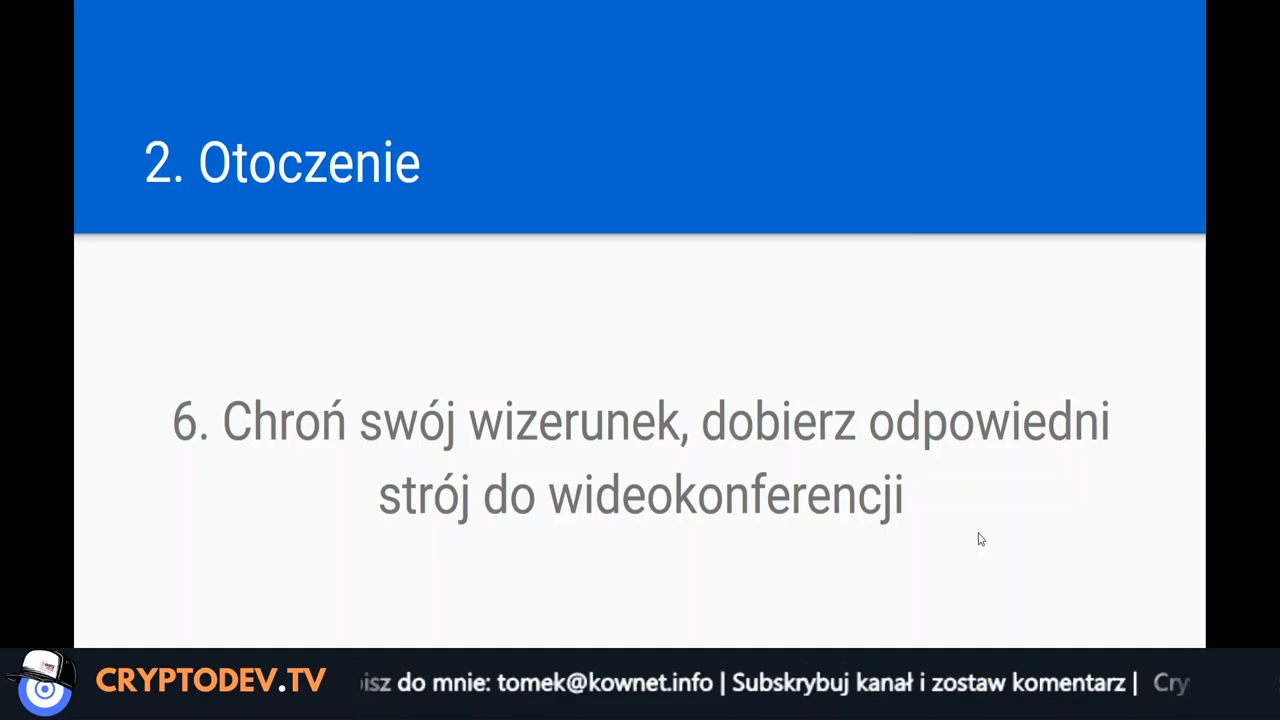 2. Otoczenie
6. Chroń swój wizerunek, dobierz odpowiedni
strój do wideokonferencji
CRYPTODEV.TV
do mnie: tomek@kownet.info | Subskrybuj kanał i zostaw komentarz |